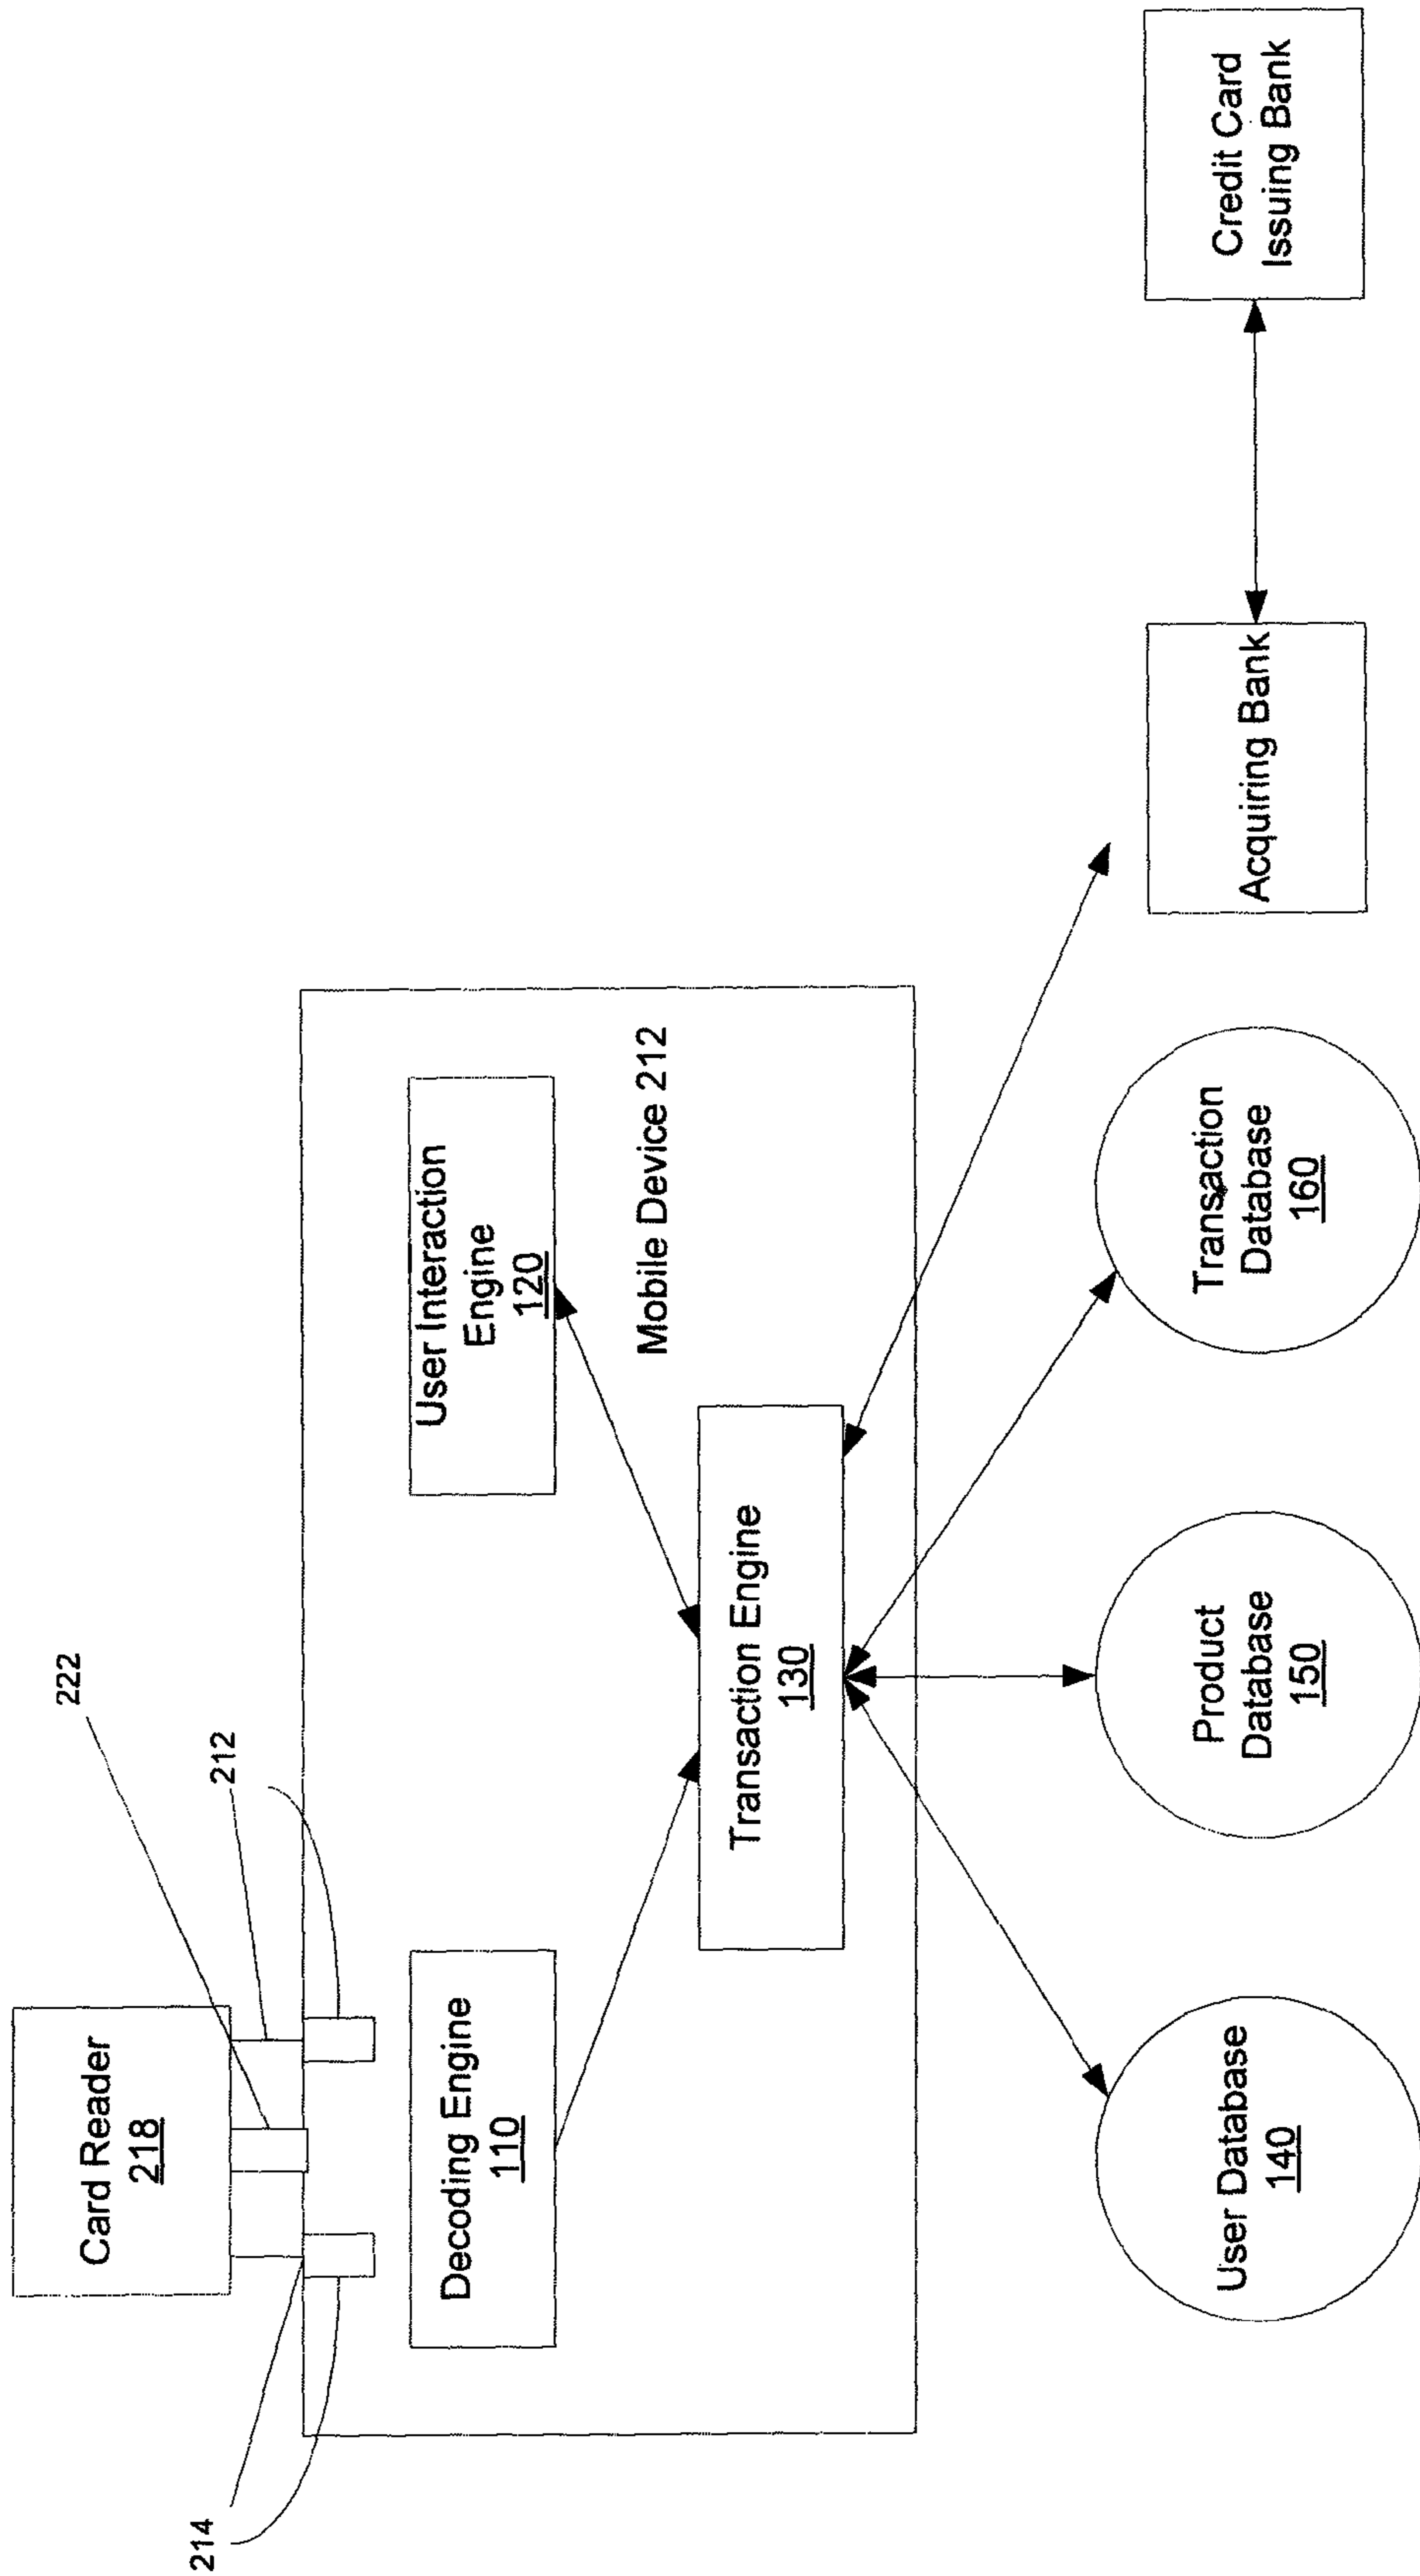 222
212
214
Card Reader
218
Decoding Engine
110
User Interaction
Engine
120
Mobile Device 212
Transaction Engine
130
User Database
140
Product
Database
150
Transaction
Database
160
Acquiring Bank
Credit Card
Issuing Bank